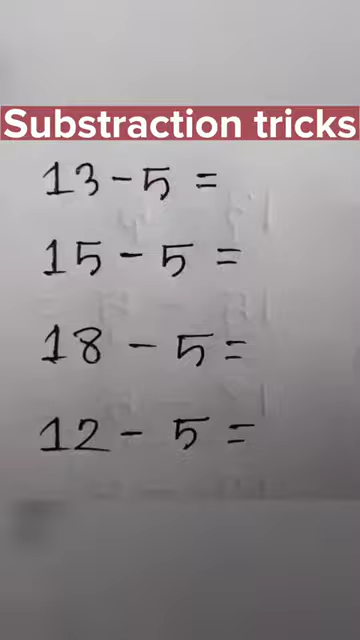 Substraction tricks
13 - 5 =
15 - 5 =
18 - 5 =
12 - 5 =